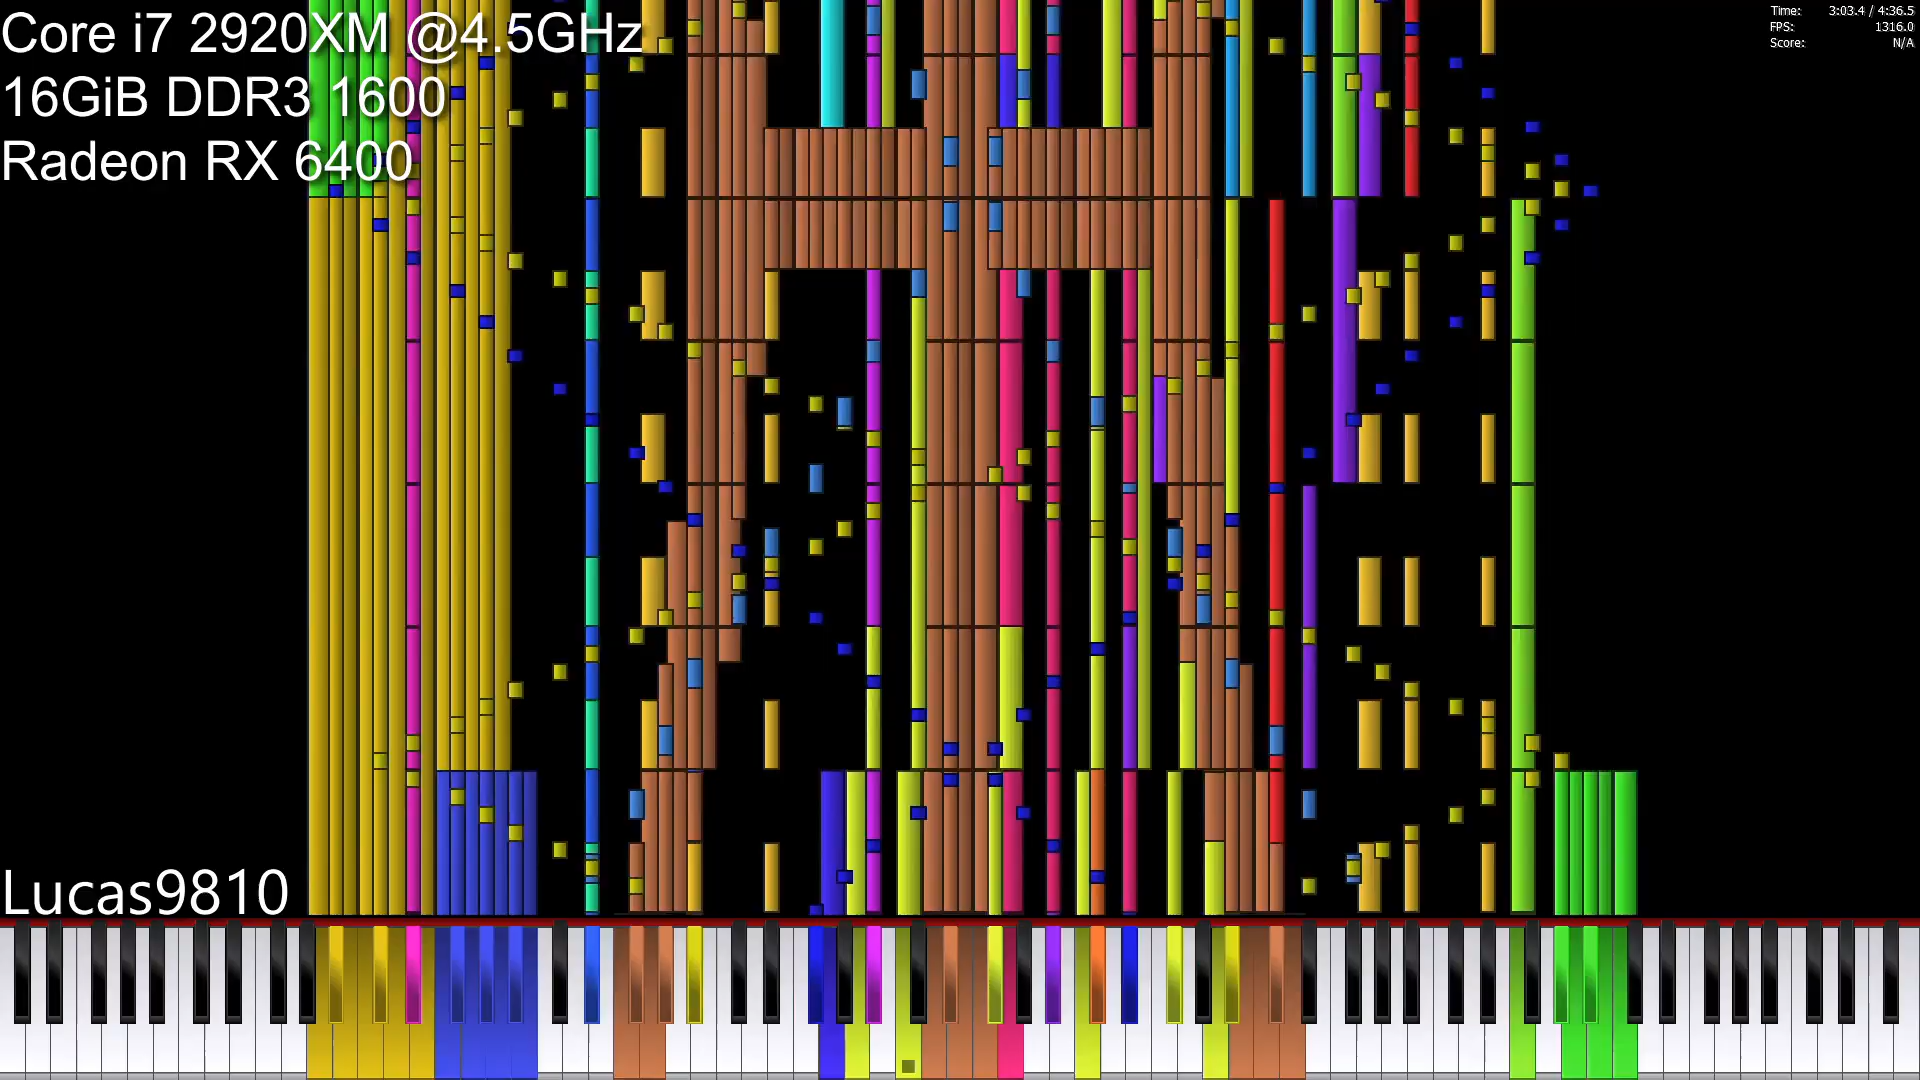 Core i7 2920XM @4.5GHz
16GiB DDR3 1600
Radeon RX 6400
Time: 3:03.4 / 4:36.5
FPS: 1316.0
Score: N/A
Lucas9810